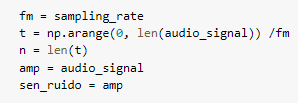 fm = sampling_rate
t = np.arange(0, len(audio_signal)) /fm
n = len(t)
amp = audio_signal
sen_ruido = amp